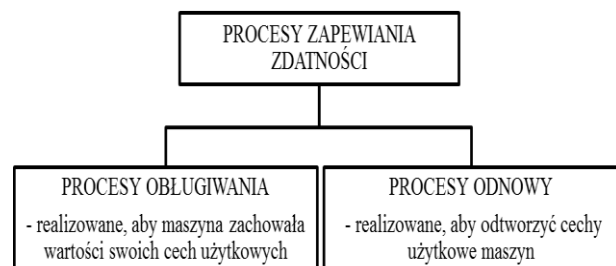 PROCESY ZAPEWIANIA
ZDATNOŚCI
PROCESY OBŁUGIWANIA
- realizowane, aby maszyna zachowała
wartości swoich cech użytkowych
PROCESY ODNOWY
- realizowane, aby odtworzyć cechy
użytkowe maszyn